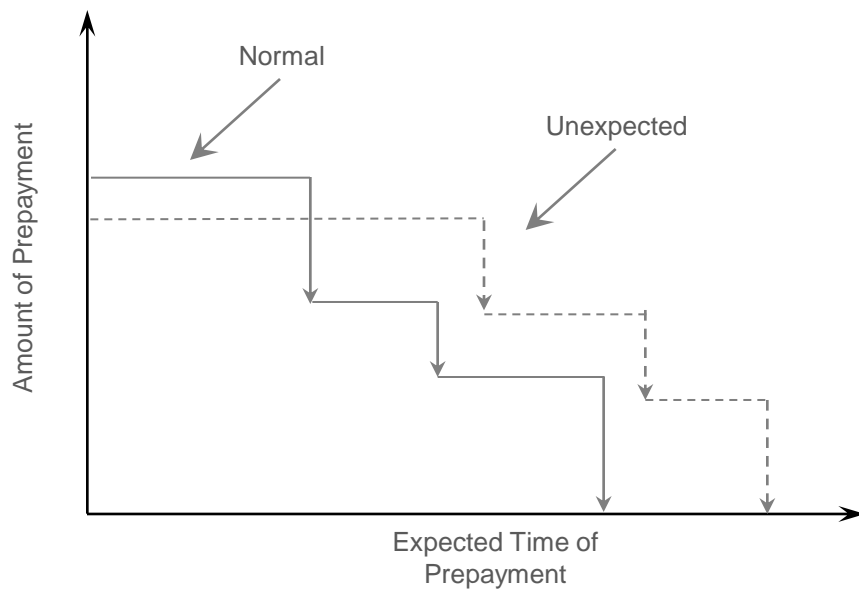 Normal
Unexpected
Amount of Prepayment
Expected Time of
Prepayment